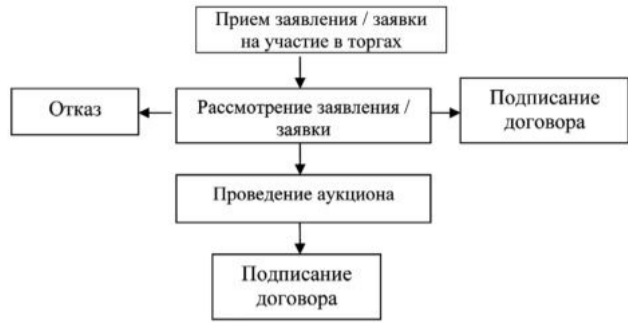 Прием заявления / заявки
на участие в торгах
Отказ
Рассмотрение заявления /
заявки
Подписание
договора
Проведение аукциона
Подписание
договора